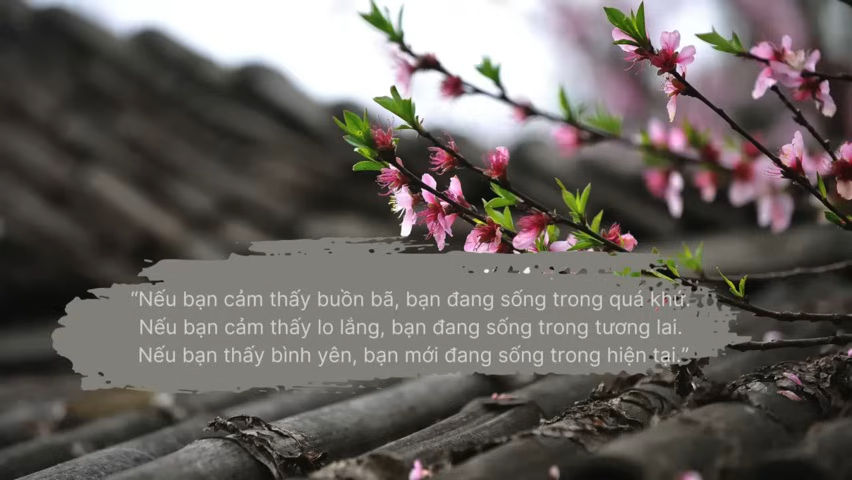 “Nếu bạn cảm thấy buồn bã, bạn đang sống trong quá khứ.
Nếu bạn cảm thấy lo lắng, bạn đang sống trong tương lai.
Nếu bạn thấy bình yên, bạn mới đang sống trong hiện tại.”